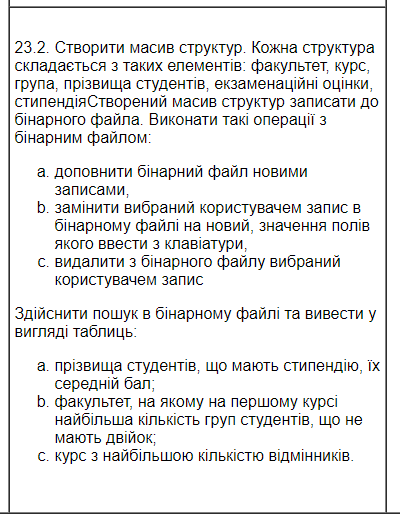 23.2. Створити масив структур. Кожна структура
складається з таких елементів: факультет, курс,
група, прізвища студентів, екзаменаційні оцінки,
стипендіяСтворений масив структур записати до
бінарного файла. Виконати такі операції з
бінарним файлом:
a. доповнити бінарний файл новими
записами,
b. замінити вибраний користувачем запис в
бінарному файлі на новий, значення полів
якого ввести з клавіатури,
c. видалити з бінарного файлу вибраний
користувачем запис
Здійснити пошук в бінарному файлі та вивести у
вигляді таблиць:
a. прізвища студентів, що мають стипендію, їх
середній бал;
b. факультет, на якому на першому курсі
найбільша кількість груп студентів, що не
мають двійок;
c. курс з найбільшою кількістю відмінників.